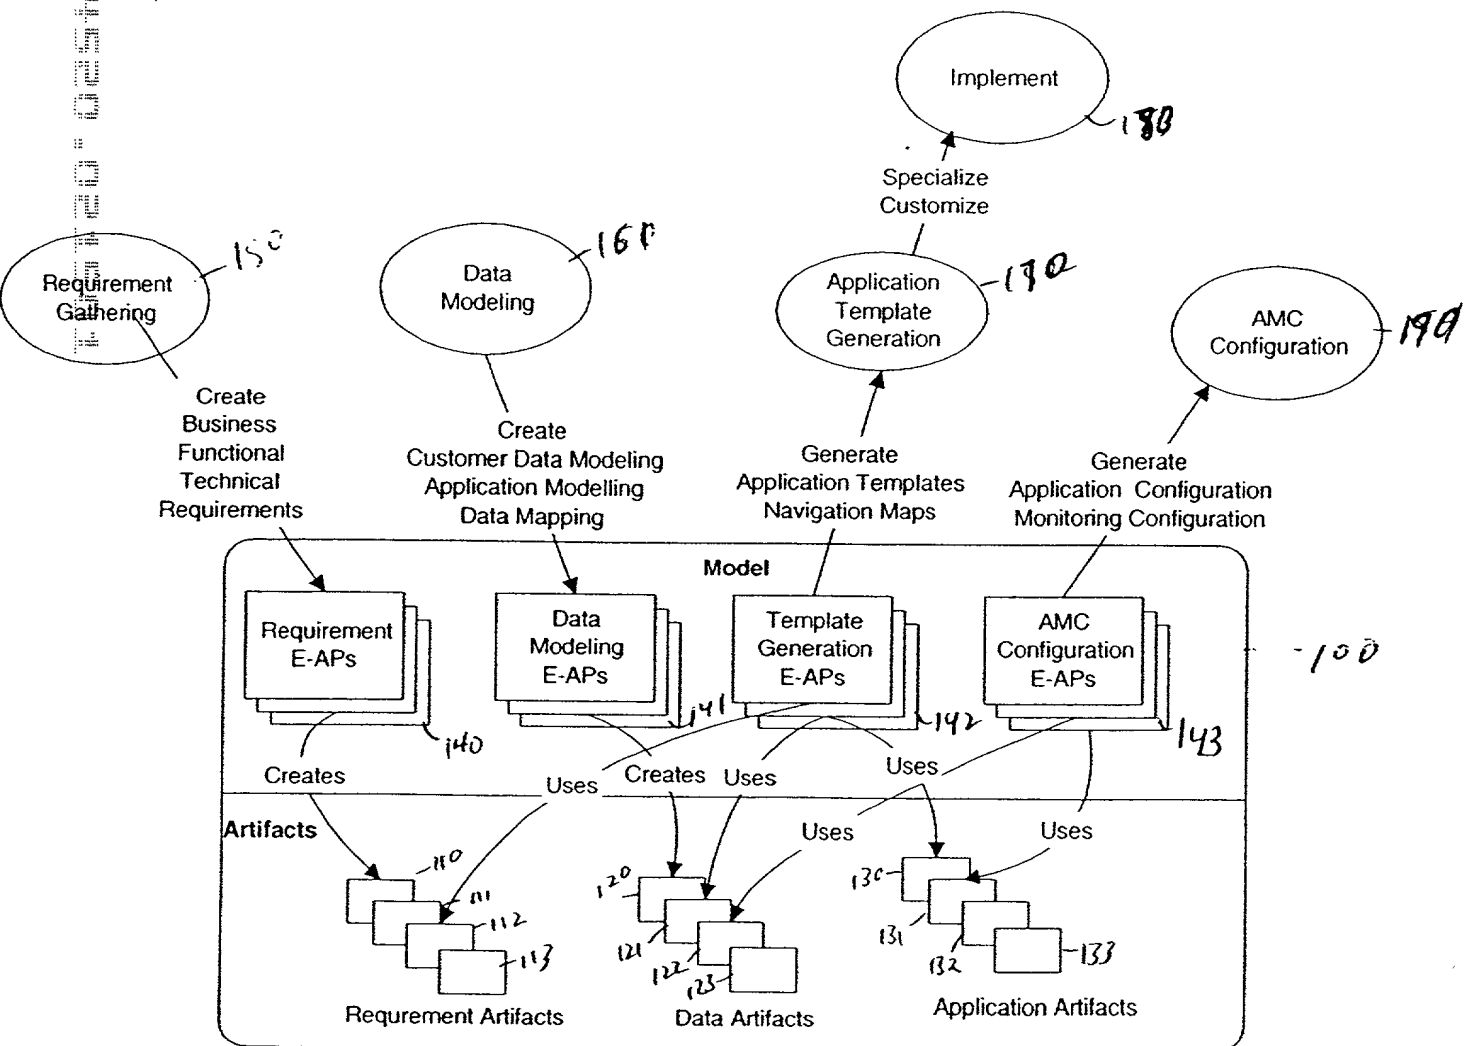 Implement
180
Specialize
Customize
Requirement
Gathering
150
Data
Modeling
160
Application
Template
Generation
170
AMC
Configuration
190
Create
Business
Functional
Technical
Requirements
Create
Customer Data Modeling
Application Modelling
Data Mapping
Generate
Application Templates
Navigation Maps
Generate
Application Configuration
Monitoring Configuration
Model
Requirement
E-APs
Data
Modeling
E-APs
Template
Generation
E-APs
AMC
Configuration
E-APs
100
140
141
142
143
Creates
Uses
Creates
Uses
Uses
Artifacts
Uses
Uses
110
111
112
113
120
121
122
123
130
131
132
133
Requrement Artifacts
Data Artifacts
Application Artifacts